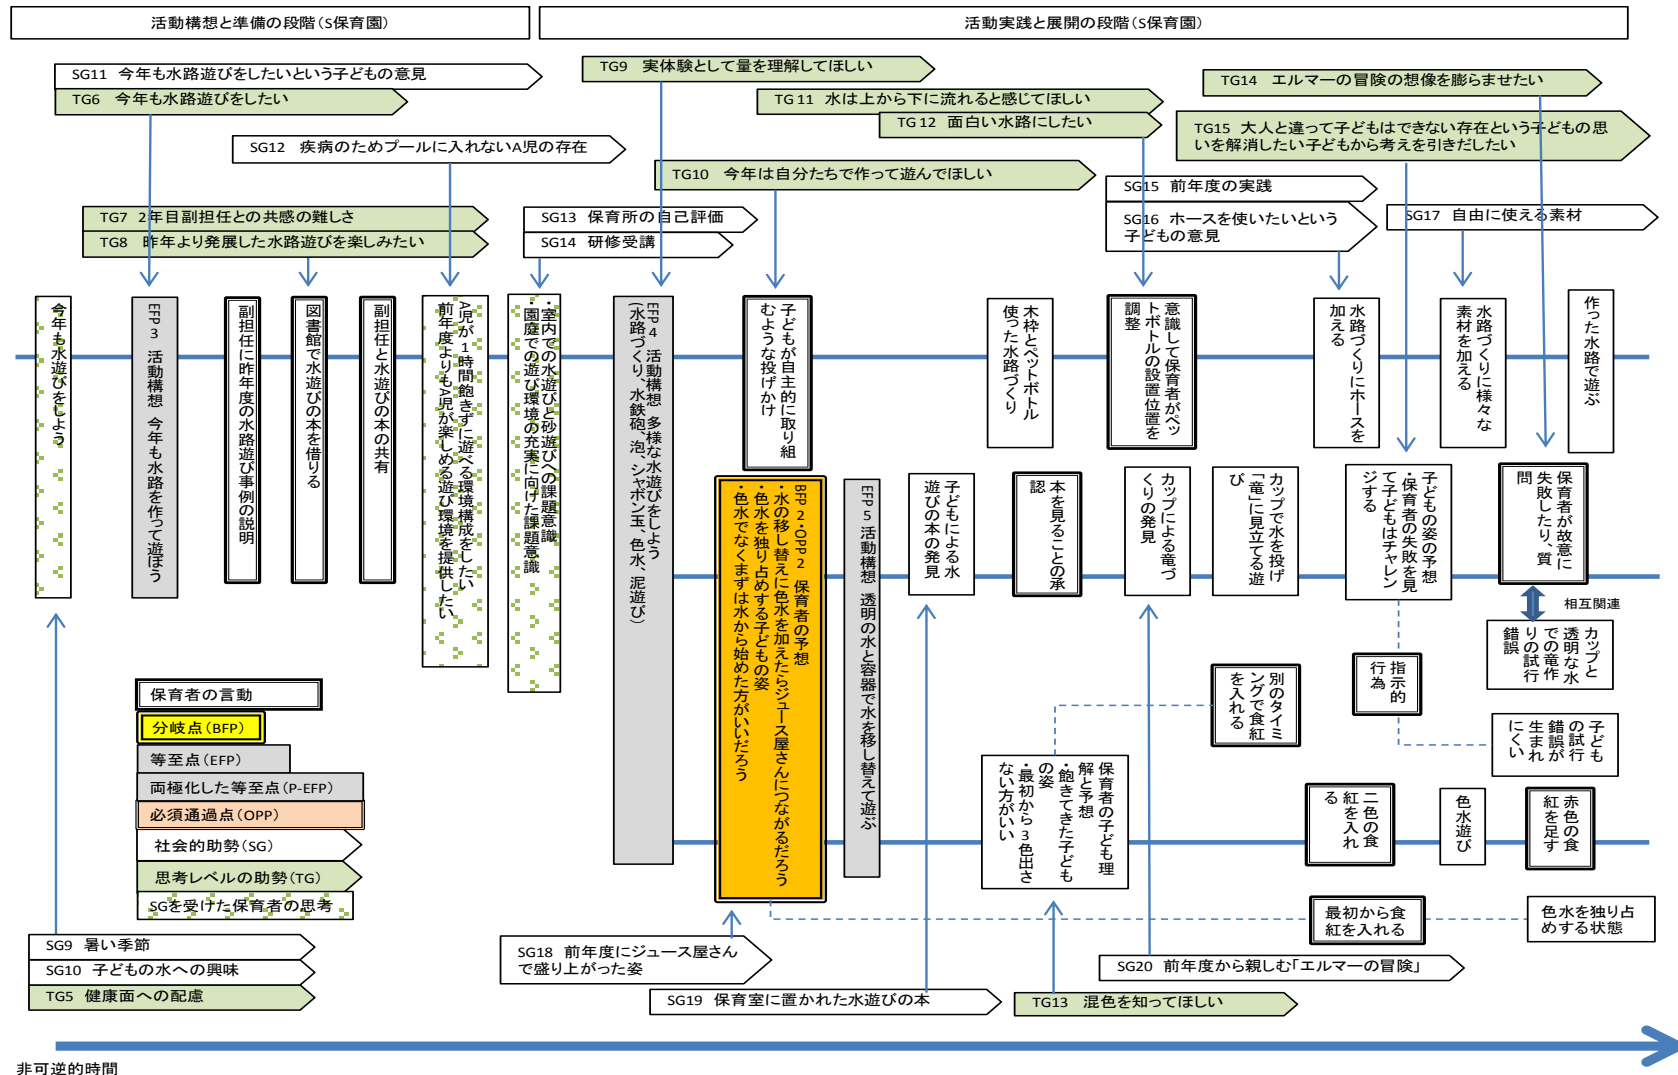 活動構想と準備の段階(S保育園)
活動実践と展開の段階(S保育園)
SG11 今年も水路遊びをしたいという子どもの意見
TG6 今年も水路遊びをしたい
SG12 疾病のためプールに入れないA児の存在
TG7 2年目副担任との共感の難しさ
TG8 昨年より発展した水路遊びを楽しみたい
TG9 実体験として量を理解してほしい
TG11 水は上から下に流れると感じてほしい
TG12 面白い水路にしたい
TG10 今年は自分たちで作って遊んでほしい
SG13 保育所の自己評価
SG14 研修受講
TG14 エルマーの冒険の想像を膨らませたい
TG15 大人と違って子どもはできない存在という子どもの思
いを解消したい子どもから考えを引きだしたい
SG15 前年度の実践
SG16 ホースを使いたいという
子どもの意見
SG17 自由に使える素材
今年も水遊びをしよう
EFP3 活動構想 今年も水路を作って遊ぼう
副担任に昨年度の水路遊び事例の説明
図書館で水遊びの本を借りる
副担任と水遊びの本の共有
A児が1時間飽きずに遊べる環境構成をしたい
前年度よりもA児が楽しめる遊び環境を提供したい
・室内での水遊びと砂遊びへの課題意識
・園庭での遊び環境の充実に向けた課題意識
EFP4 活動構想 多様な水遊びをしよう
(水路づくり、水鉄砲、泡、シャボン玉、色水、泥遊び)
子どもが自主的に取り組
むような投げかけ
木枠とペットボトル
使った水路づくり
意識して保育者がペッ
トボトルの設置位置を
調整
水路づくりにホースを
加える
水路づくりに様々な
素材を加える
作った水路で遊ぶ
BFP2・OPP2 保育者の予想
・水の移し替えに色水を加えたらジュース屋さんにつながるだろう
・色水を独り占めする子どもの姿
・色水でなくまずは水から始めた方がいいだろう
EFP5 活動構想 透明の水と容器で水を移し替えて遊ぶ
子どもによる水
遊びの本の発見
本を見ることの承
認
カップによる竜づ
くりの発見
カップで水を投げ
「竜」に見立てる遊
び
子どもの姿の予想
・保育者の失敗を見
て子どもはチャレン
ジする
保育者が故意に
失敗したり、質
問
相互関連
カップと
透明な水
での竜作
りの試行
錯誤
指示的
行為
子ども
の試行
錯誤が
生まれ
にくい
別のタイミ
ングで食紅
を入れる
保育者の子ども理
解と予想
・飽きてきた子ども
の姿
・最初から3色出さ
ない方がいい
二色の食
紅を入れ
る
色水遊び
赤色の食
紅を足す
最初から食
紅を入れる
色水を独り占
めする状態
保育者の言動
分岐点(BFP)
等至点(EFP)
両極化した等至点(P-EFP)
必須通過点(OPP)
社会的助勢(SG)
思考レベルの助勢(TG)
SGを受けた保育者の思考
SG9 暑い季節
SG10 子どもの水への興味
TG5 健康面への配慮
SG18 前年度にジュース屋さん
で盛り上がった姿
SG19 保育室に置かれた水遊びの本
TG13 混色を知ってほしい
SG20 前年度から親しむ「エルマーの冒険」
非可逆的時間